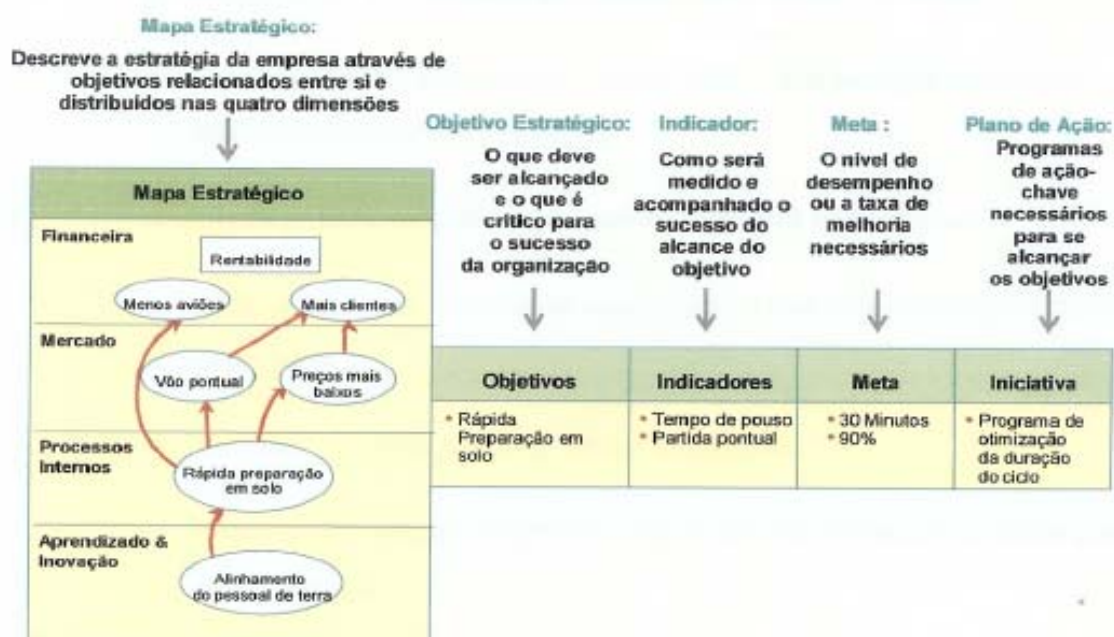 Mapa Estratégico:
Descreve a estratégia da empresa através de
objetivos relacionados entre si e
distribuídos nas quatro dimensões
Objetivo Estratégico:
O que deve
ser alcançado
e o que é
crítico para
o sucesso
da organização
Indicador:
Como será
medido e
acompanhado o
sucesso do
alcance do
objetivo
Meta :
O nível de
desempenho
ou a taxa de
melhoria
necessários
Plano de Ação:
Programas
de ação-
chave
necessários
para se
alcançar
os objetivos
Mapa Estratégico
Financeira
Rentabilidade
Menos aviões
Mais clientes
Mercado
Vôo pontual
Preços mais
baixos
Processos
Internos
Rápida preparação
em solo
Aprendizado &
Inovação
Alinhamento
do pessoal de terra
Objetivos
• Rápida
Preparação em
solo
Indicadores
• Tempo de pouso
• Partida pontual
Meta
• 30 Minutos
• 90%
Iniciativa
• Programa de
otimização
da duração
do ciclo